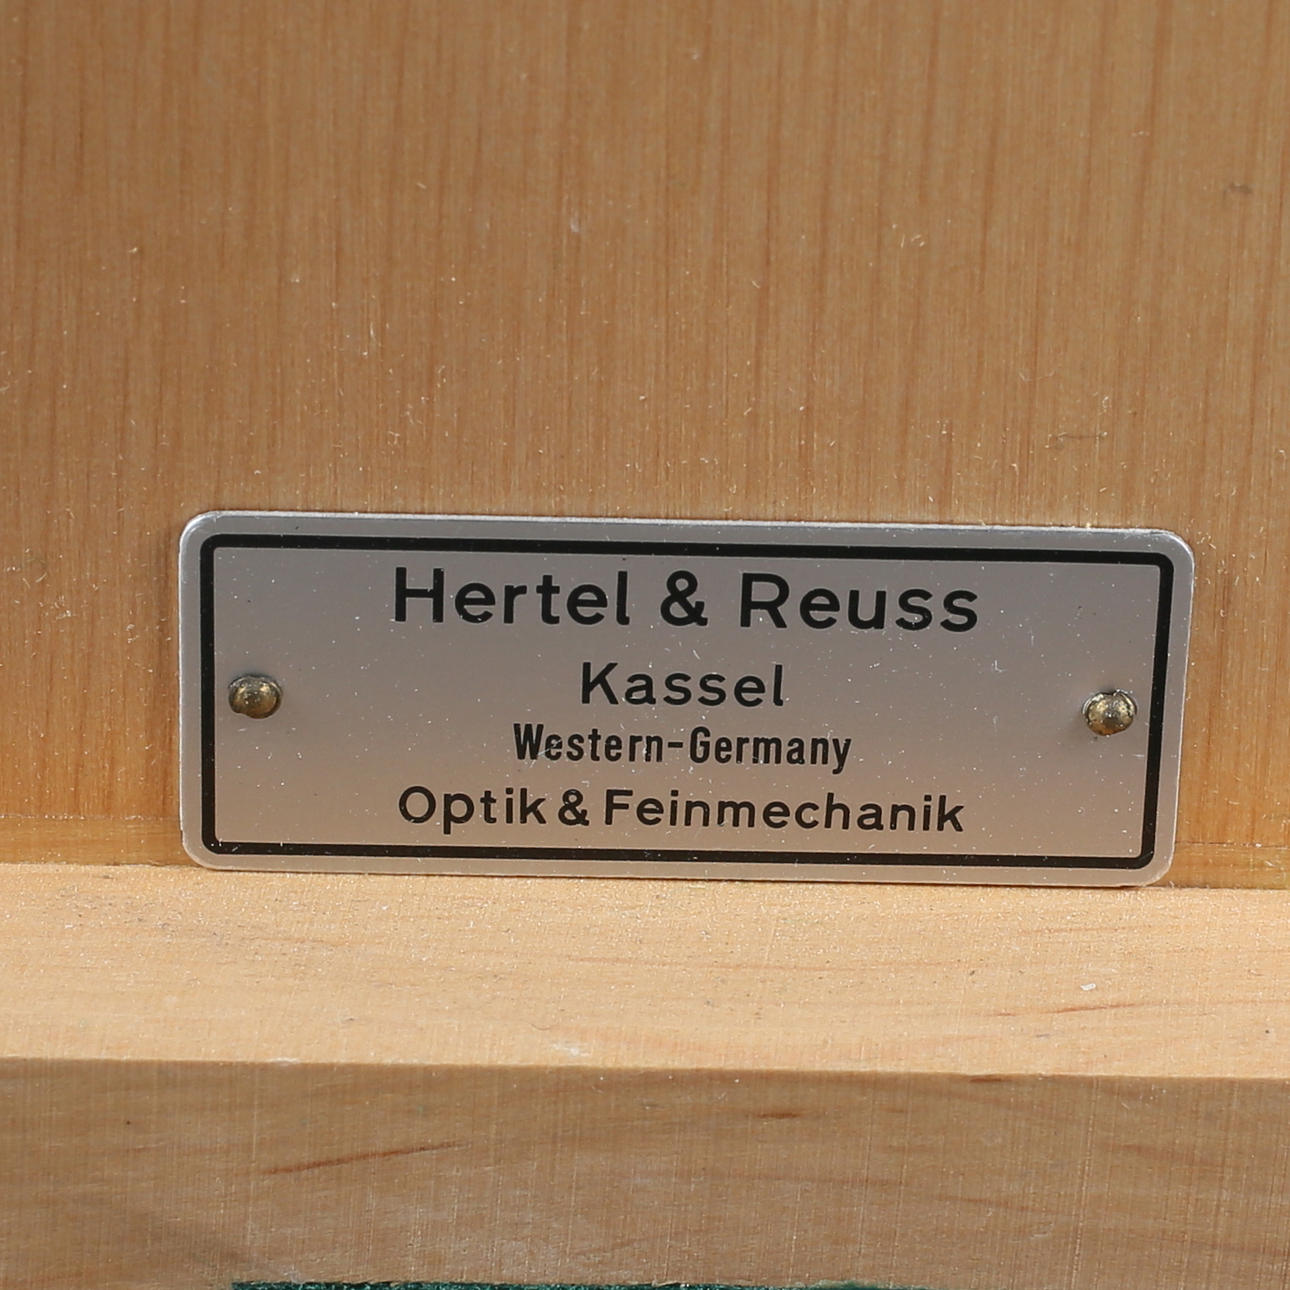 Hertel & Reuss
Kassel
Western-Germany
Optik & Feinmechanik